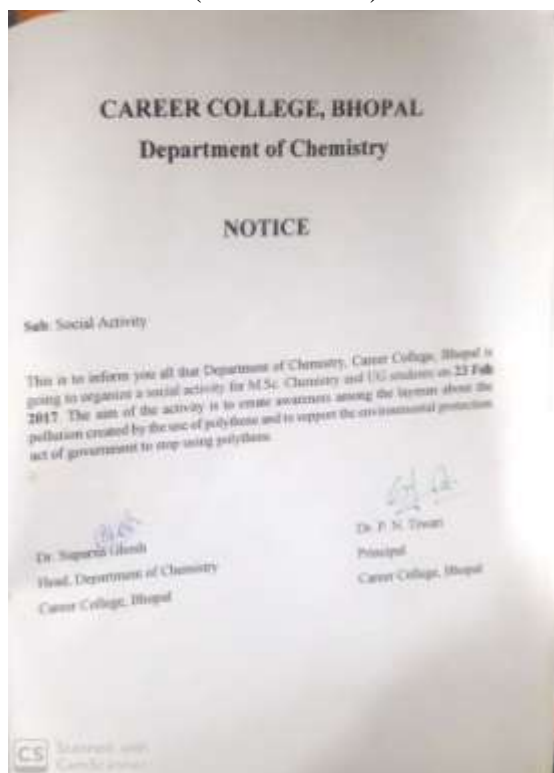 CAREER COLLEGE, BHOPAL
Department of Chemistry
NOTICE
Sub: Social Activity
This is to inform you all that Department of Chemistry, Career College, Bhopal is
going to organize a social activity for M.Sc. Chemistry and UG students on 23 Feb
2017. The aim of the activity is to create awareness among the layman about the
pollution created by the use of polythene and to support the environmental protection
act of government to stop using polythene.
Dr. Ghosh
Head, Department of Chemistry
Career College, Bhopal
Dr. P. N. Tiwari
Principal
Career College, Bhopal
CS Scanned with
CamScanner